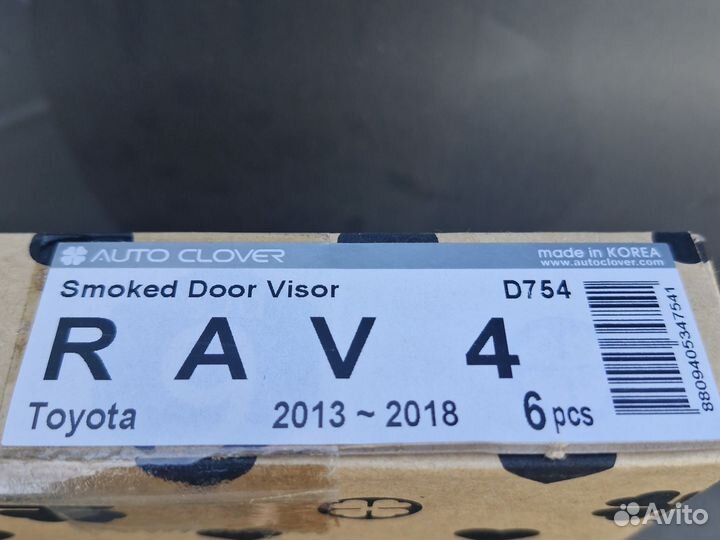 AUTO CLOVER
made in KOREA
www.autoclover.com
Smoked Door Visor
D754
R A V 4
Toyota
2013 ~ 2018
6 pcs
8809405347541
Avito